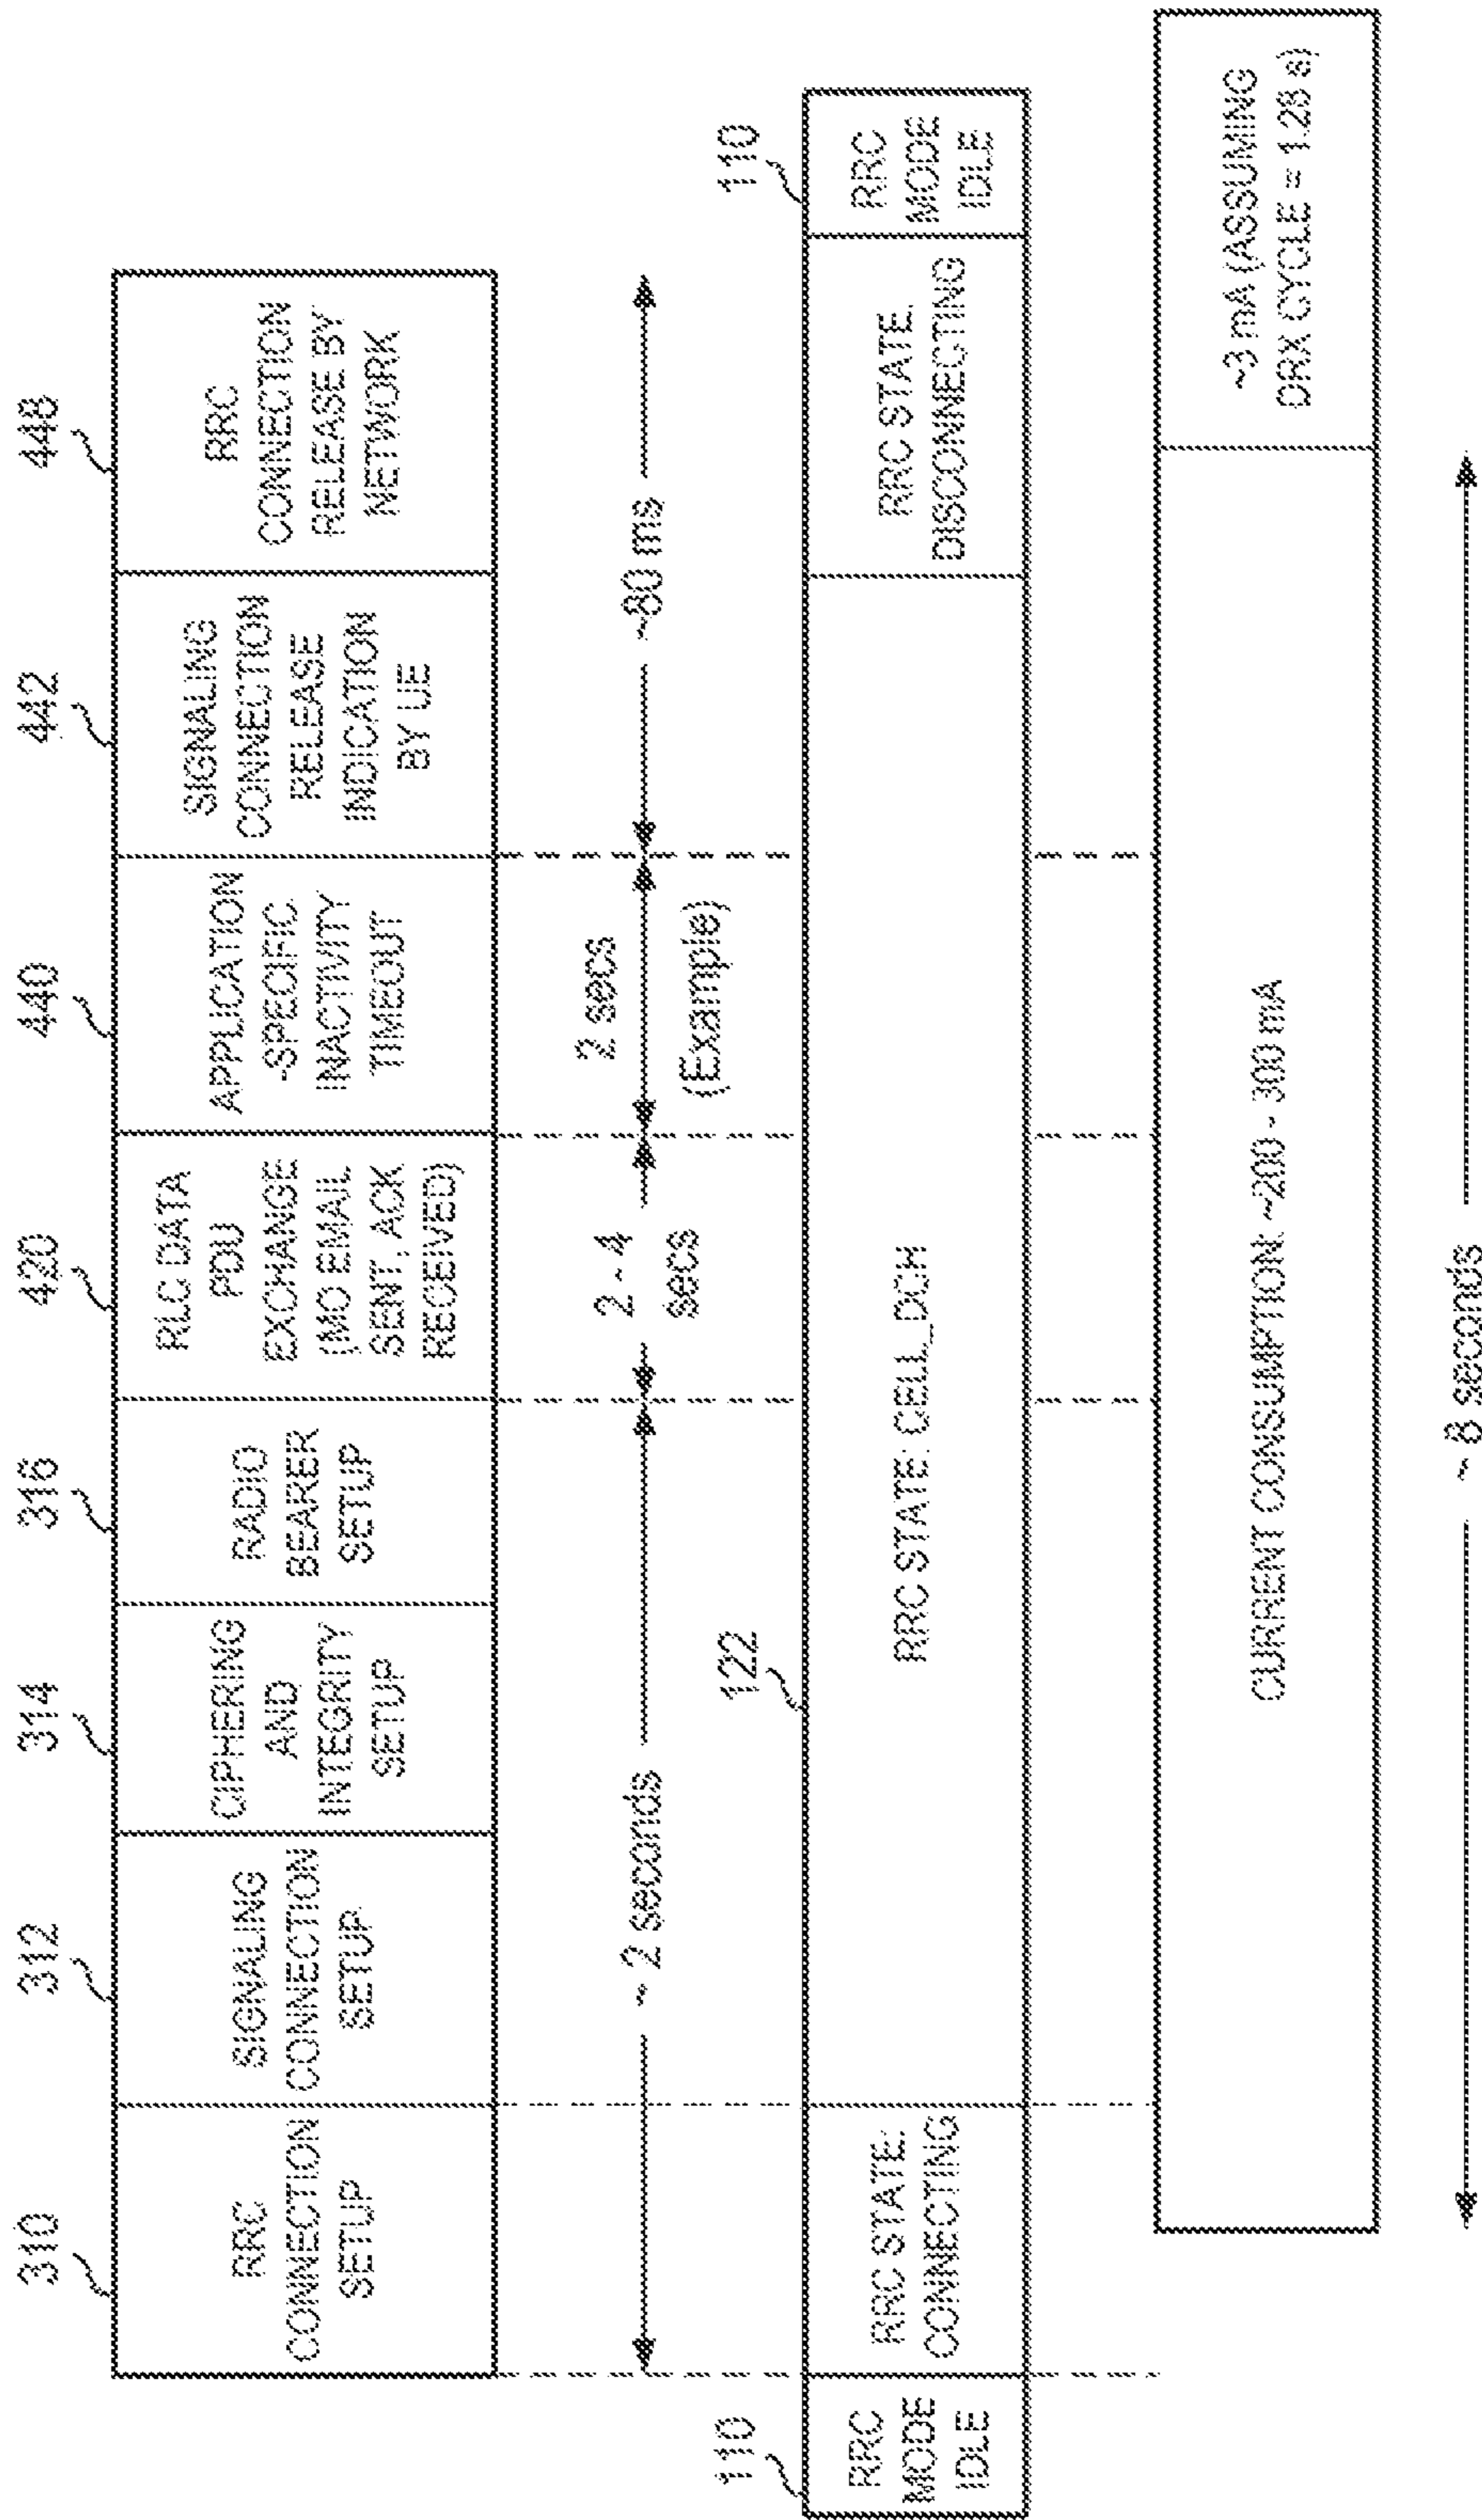 310
312
314
316
420
440
442
448
RRC
CONNECTION
SETUP
SIGNALING
CONNECTION
SETUP
CIPHERING
AND
INTEGRITY
SETUP
RADIO
BEARER
SETUP
RLC DATA
PDU
EXCHANGE
(MO EMAIL
SENT, ACK
RECEIVED)
APPLICATION
-SPECIFIC
INACTIVITY
TIMEOUT
SIGNALING
CONNECTION
RELEASE
INDICATION
BY UE
RRC
CONNECTION
RELEASE BY
NETWORK
~ 2 seconds
2 - 4
secs
2 secs
(Example)
~80 ms
110
122
110
RRC
MODE
IDLE
RRC STATE:
CONNECTING
RRC STATE: CELL_DCH
RRC STATE:
DISCONNECTING
RRC
MODE
IDLE
CURRENT CONSUMPTION: ~200 - 300 mA
~3 mA (ASSUMING
DRX CYCLE = 1.28 s)
~ 8 seconds